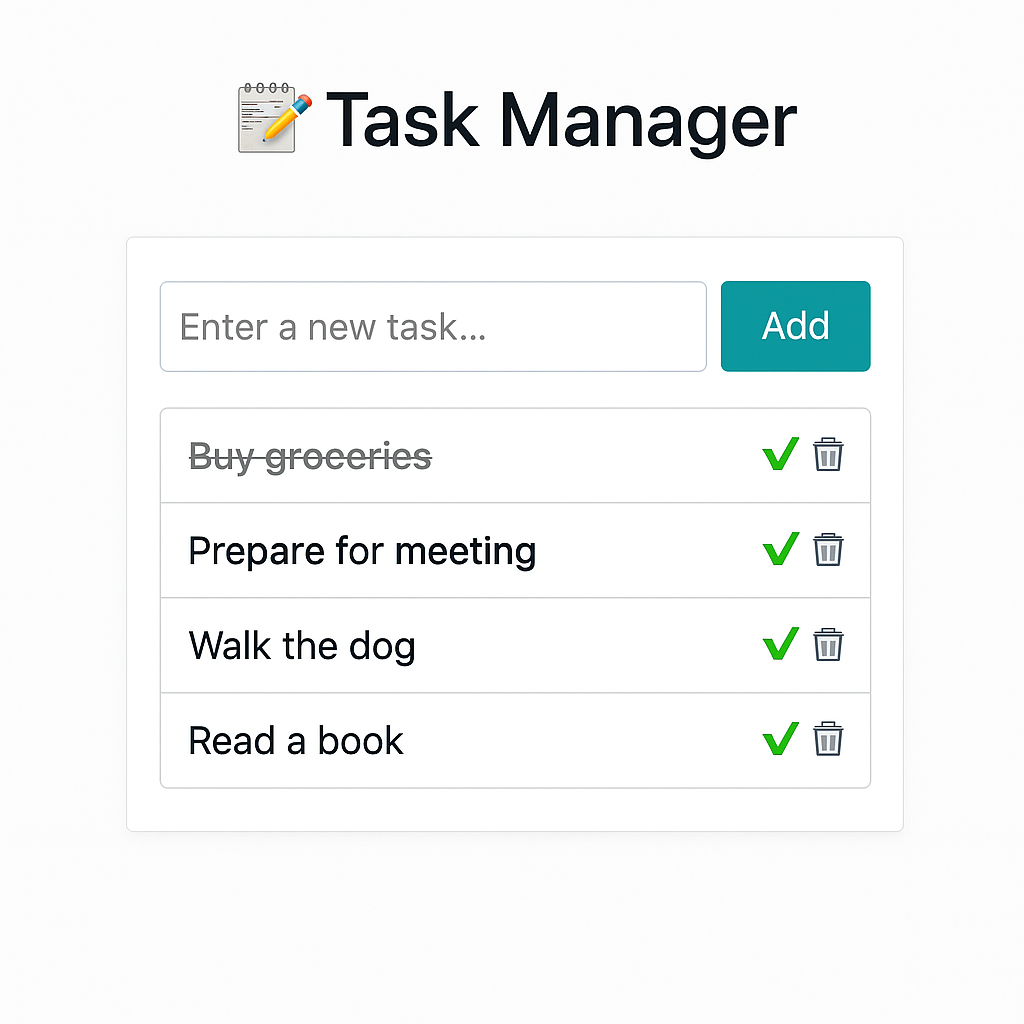 Task Manager
Enter a new task...
Add
Buy groceries
Prepare for meeting
Walk the dog
Read a book